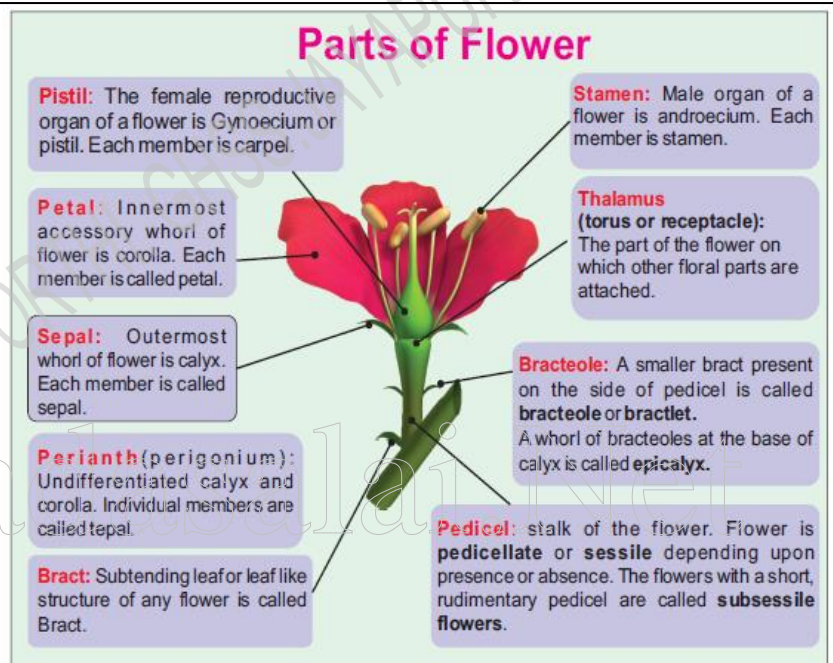 Parts of Flower
Pistil: The female reproductive
organ of a flower is Gynoecium or
pistil. Each member is carpel.
Petal: Innermost
accessory whorl of
flower is corolla. Each
member is called petal.
Sepal: Outermost
whorl of flower is calyx.
Each member is called
sepal.
Perianth(perigonium):
Undifferentiated calyx and
corolla. Individual members are
called tepal.
Bract: Subtending leaf or leaf like
structure of any flower is called
Bract.
Stamen: Male organ of a
flower is androecium. Each
member is stamen.
Thalamus
(torus or receptacle):
The part of the flower on
which other floral parts are
attached.
Bracteole: A smaller bract present
on the side of pedicel is called
bracteole or bractlet.
A whorl of bracteoles at the base of
calyx is called epicalyx.
Pedicel: stalk of the flower. Flower is
pedicellate or sessile depending upon
presence or absence. The flowers with a short,
rudimentary pedicel are called subsessile
flowers.